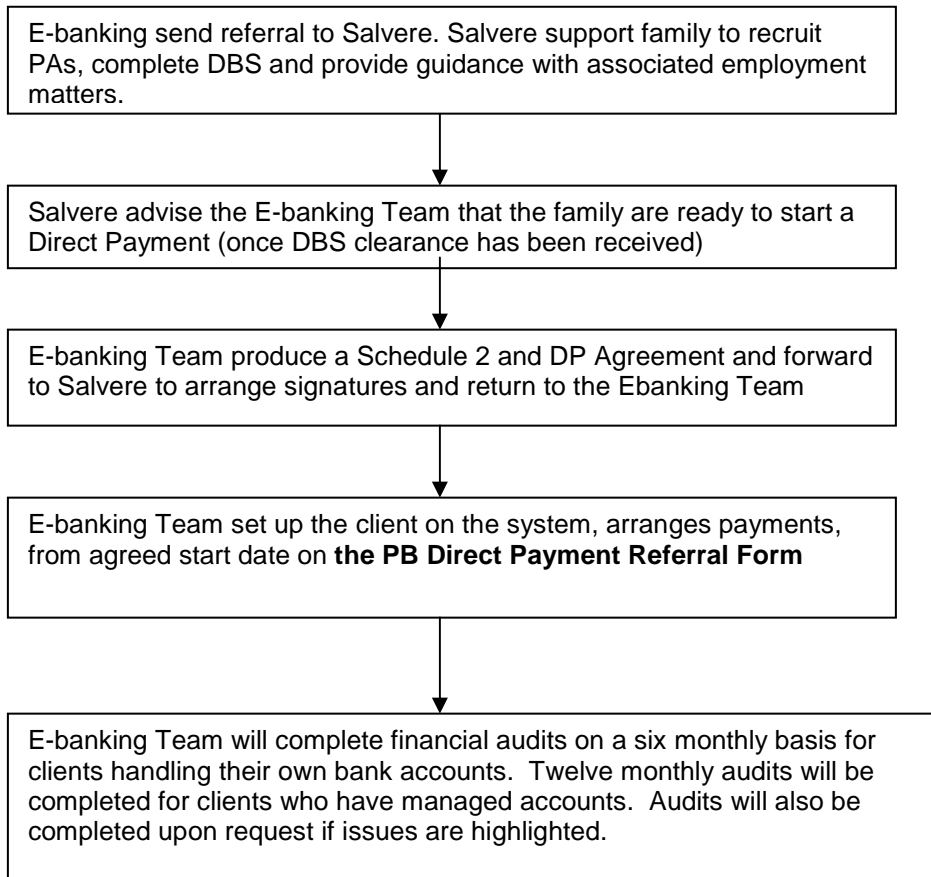 E-banking send referral to Salvere. Salvere support family to recruit
PAs, complete DBS and provide guidance with associated employment
matters.
Salvere advise the E-banking Team that the family are ready to start a
Direct Payment (once DBS clearance has been received)
E-banking Team produce a Schedule 2 and DP Agreement and forward
to Salvere to arrange signatures and return to the Ebanking Team
E-banking Team set up the client on the system, arranges payments,
from agreed start date on the PB Direct Payment Referral Form
E-banking Team will complete financial audits on a six monthly basis for
clients handling their own bank accounts.  Twelve monthly audits will be
completed for clients who have managed accounts.  Audits will also be
completed upon request if issues are highlighted.